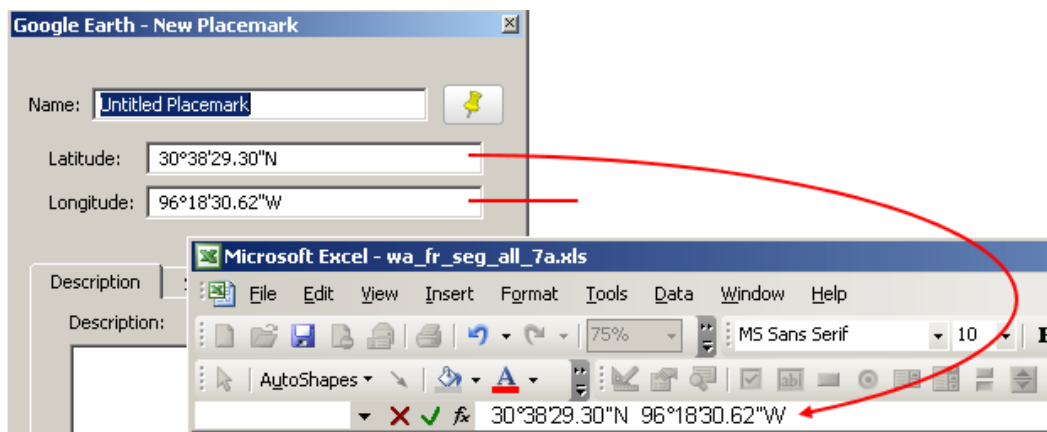 Google Earth - New Placemark
Name: Untitled Placemark
Latitude: 30°38'29.30"N
Longitude: 96°18'30.62"W
Microsoft Excel - wa_fr_seg_all_7a.xls
Description
File Edit View Insert Format Tools Data Window Help
Description:
75% MS Sans Serif 10 B
AutoShapes A ab
fx 30°38'29.30"N 96°18'30.62"W